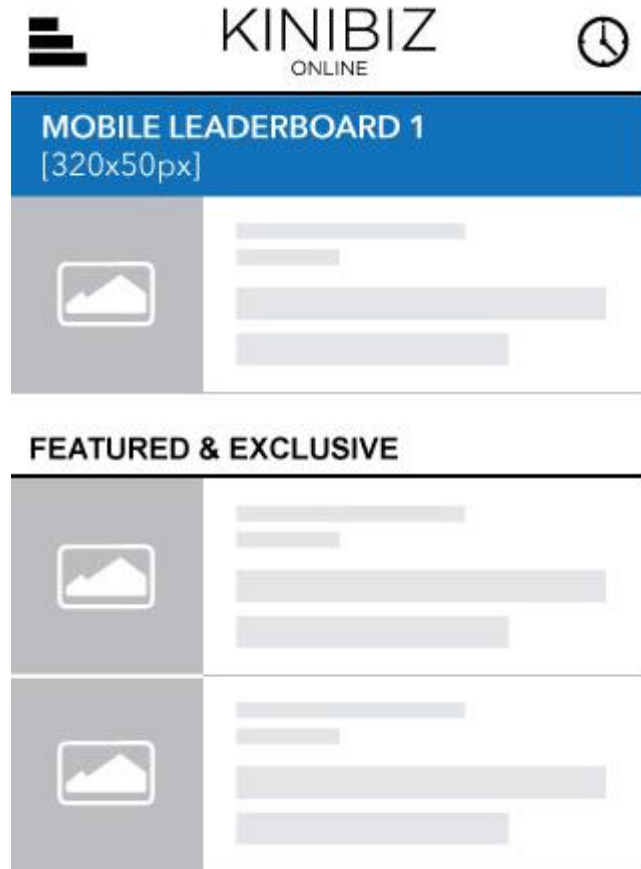 KINIBIZ
ONLINE
MOBILE LEADERBOARD 1
[320x50px]
FEATURED & EXCLUSIVE